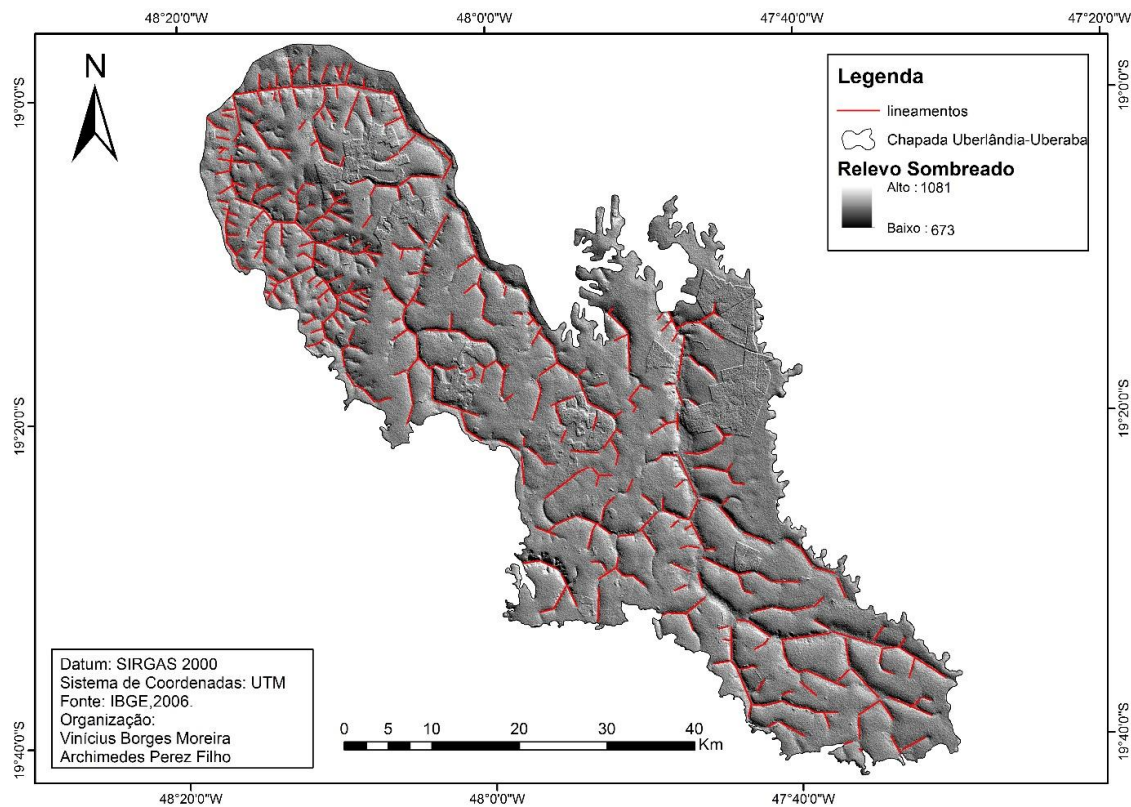 48°20'0"W 48°0'0"W 47°40'0"W 47°20'0"W
N
Legenda
lineamentos
Chapada Uberlândia-Uberaba
Relevo Sombreado
Alto : 1081
Baixo : 673
19°0'0"S 19°0'0"S
19°20'0"S 19°20'0"S
19°40'0"S 19°40'0"S
Datum: SIRGAS 2000
Sistema de Coordenadas: UTM
Fonte: IBGE,2006.
Organização:
Vinícius Borges Moreira
Archimedes Perez Filho
0 5 10 20 30 40
Km
48°20'0"W 48°0'0"W 47°40'0"W